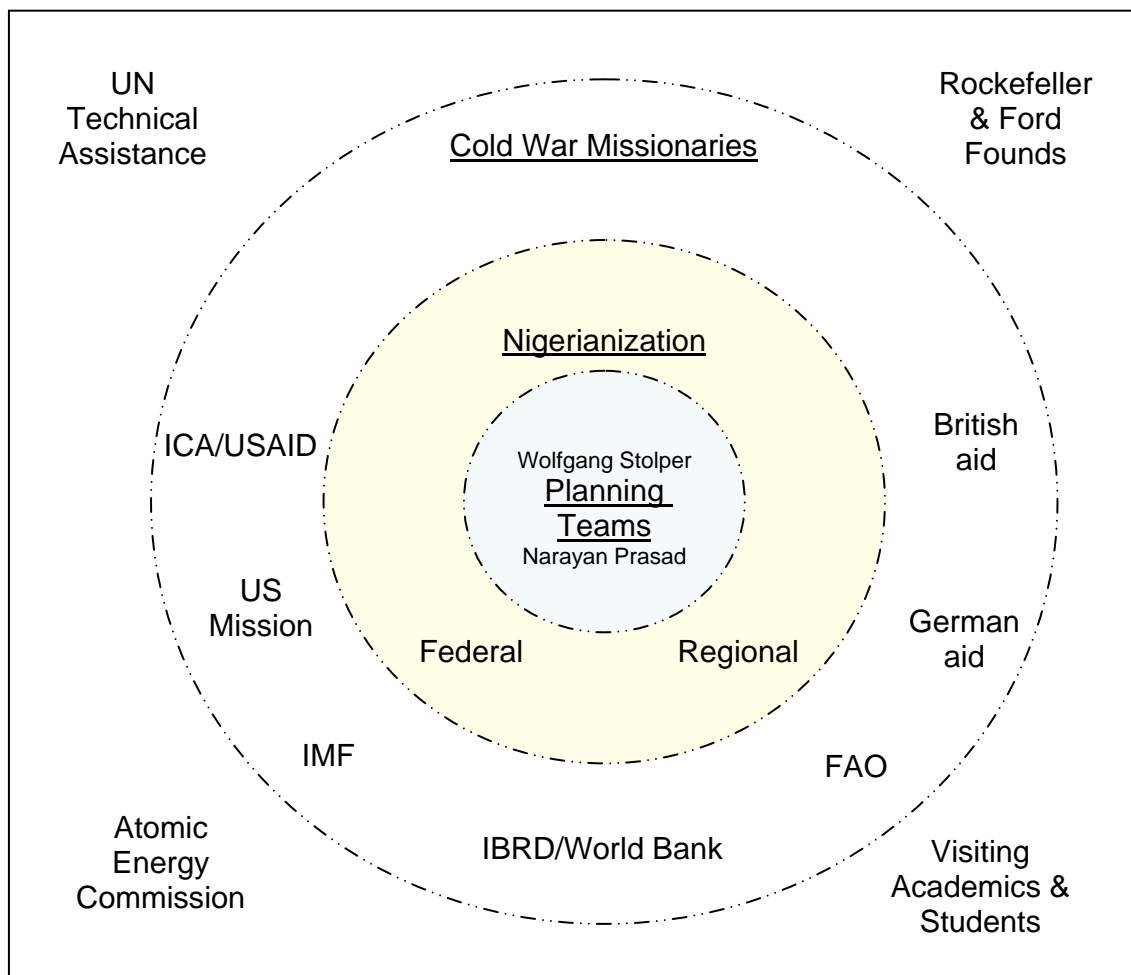 UN
Technical
Assistance
Rockefeller
& Ford
Founds
Cold War Missionaries
Nigerianization
ICA/USAID
British
aid
Wolfgang Stolper
Planning
Teams
Narayan Prasad
US
Mission
German
aid
Federal
Regional
IMF
FAO
Atomic
Energy
Commission
IBRD/World Bank
Visiting
Academics &
Students